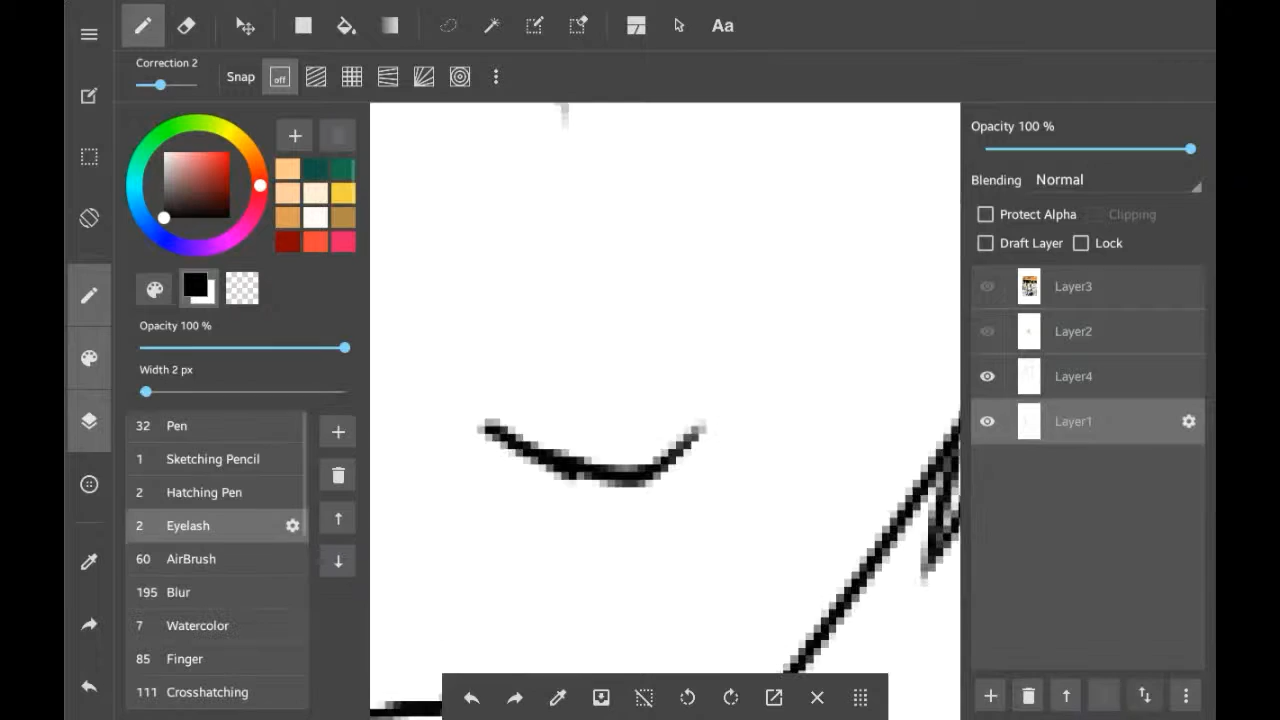 Aa
Correction 2
Snap
off
Opacity 100 %
Blending Normal
Protect Alpha
Clipping
Draft Layer
Lock
Layer3
Layer2
Layer4
Layer1
Opacity 100 %
Width 2 px
32 Pen
1 Sketching Pencil
2 Hatching Pen
2 Eyelash
60 AirBrush
195 Blur
7 Watercolor
85 Finger
111 Crosshatching